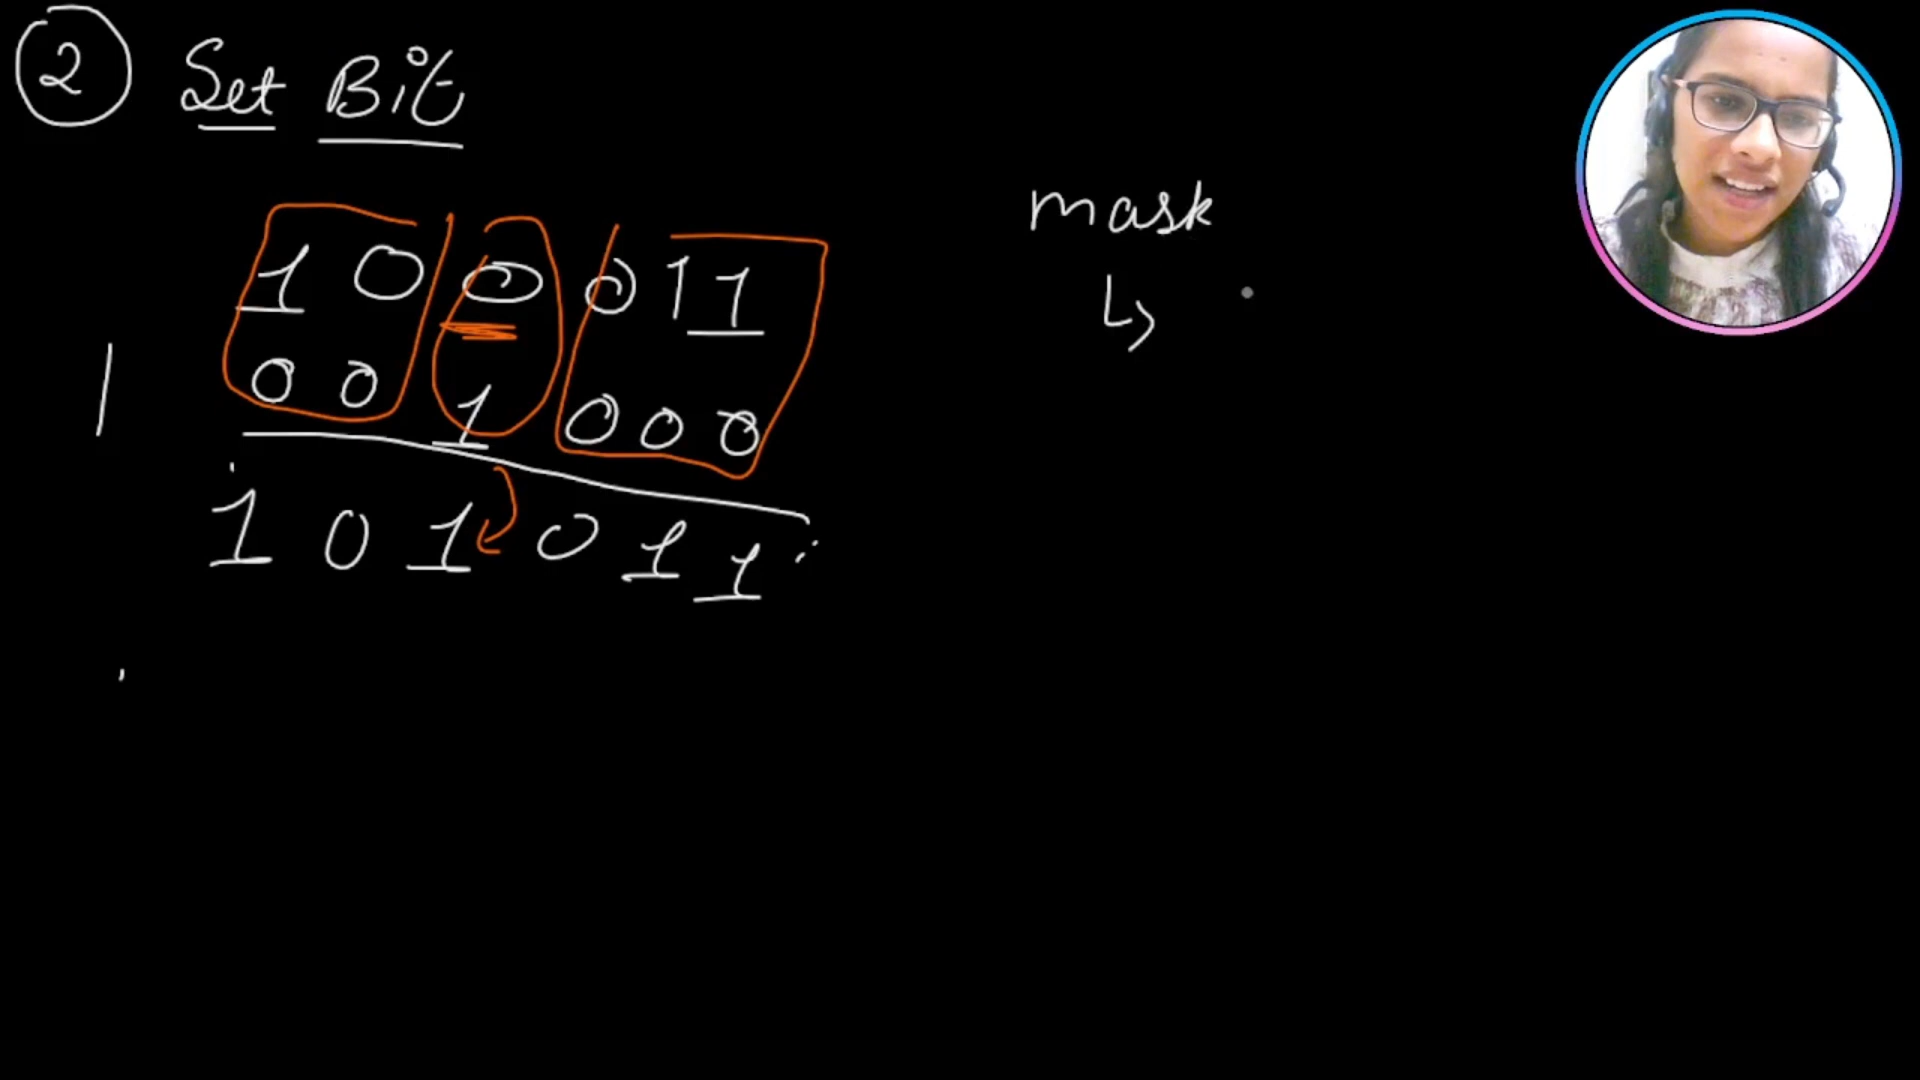 2 Set Bit
mask
↳
1 0 0 0 1 1
| 0 0 1 0 0 0
1 0 1 0 1 1